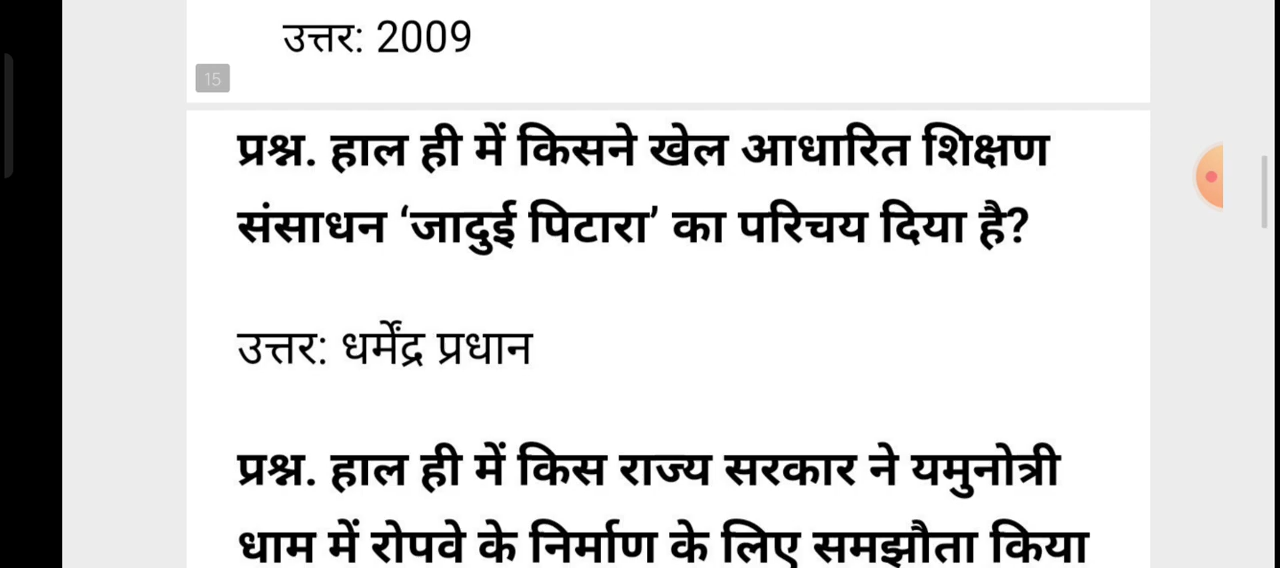 उत्तर: 2009
15
प्रश्न. हाल ही में किसने खेल आधारित शिक्षण
संसाधन ‘जादुई पिटारा’ का परिचय दिया है?
उत्तर: धर्मेंद्र प्रधान
प्रश्न. हाल ही में किस राज्य सरकार ने यमुनोत्री
धाम में रोपवे के निर्माण के लिए समझौता किया